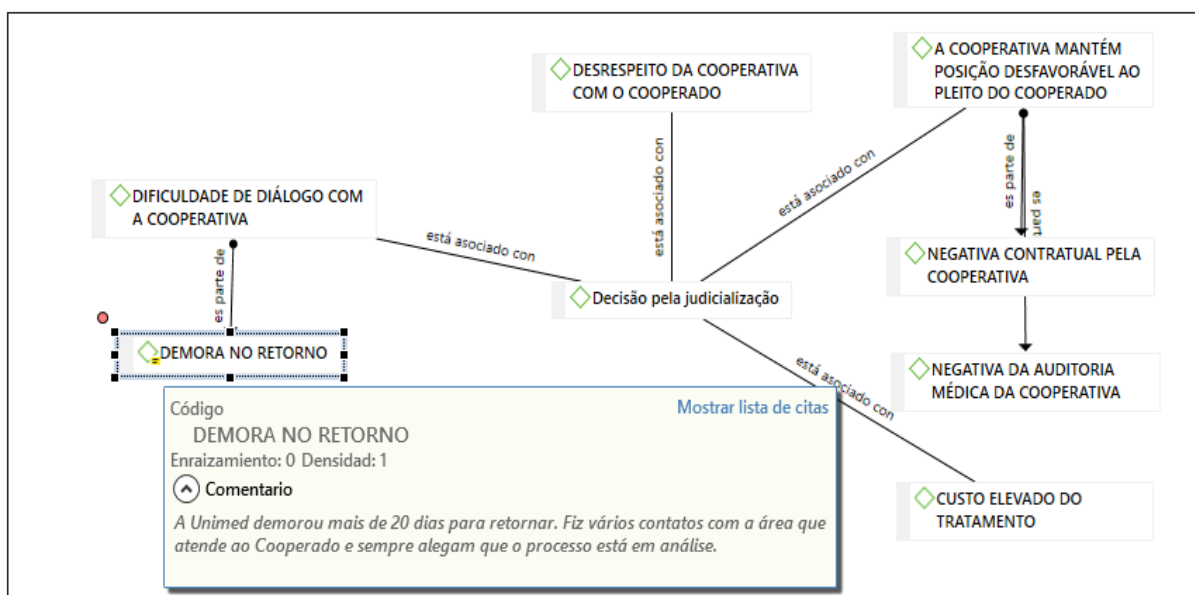 DESRESPEITO DA COOPERATIVA
COM O COOPERADO
A COOPERATIVA MANTÉM
POSIÇÃO DESFAVORÁVEL AO
PLEITO DO COOPERADO
está asociado con
está asociado con
es parte de
es part
DIFICULDADE DE DIÁLOGO COM
A COOPERATIVA
está asociado con
es parte de
NEGATIVA CONTRATUAL PELA
COOPERATIVA
Decisão pela judicialização
DEMORA NO RETORNO
está asociado con
NEGATIVA DA AUDITORIA
MÉDICA DA COOPERATIVA
Código
Mostrar lista de citas
DEMORA NO RETORNO
Enraizamiento: 0 Densidad: 1
Comentario
A Unimed demorou mais de 20 dias para retornar. Fiz vários contatos com a área que
atende ao Cooperado e sempre alegam que o processo está em análise.
CUSTO ELEVADO DO
TRATAMENTO